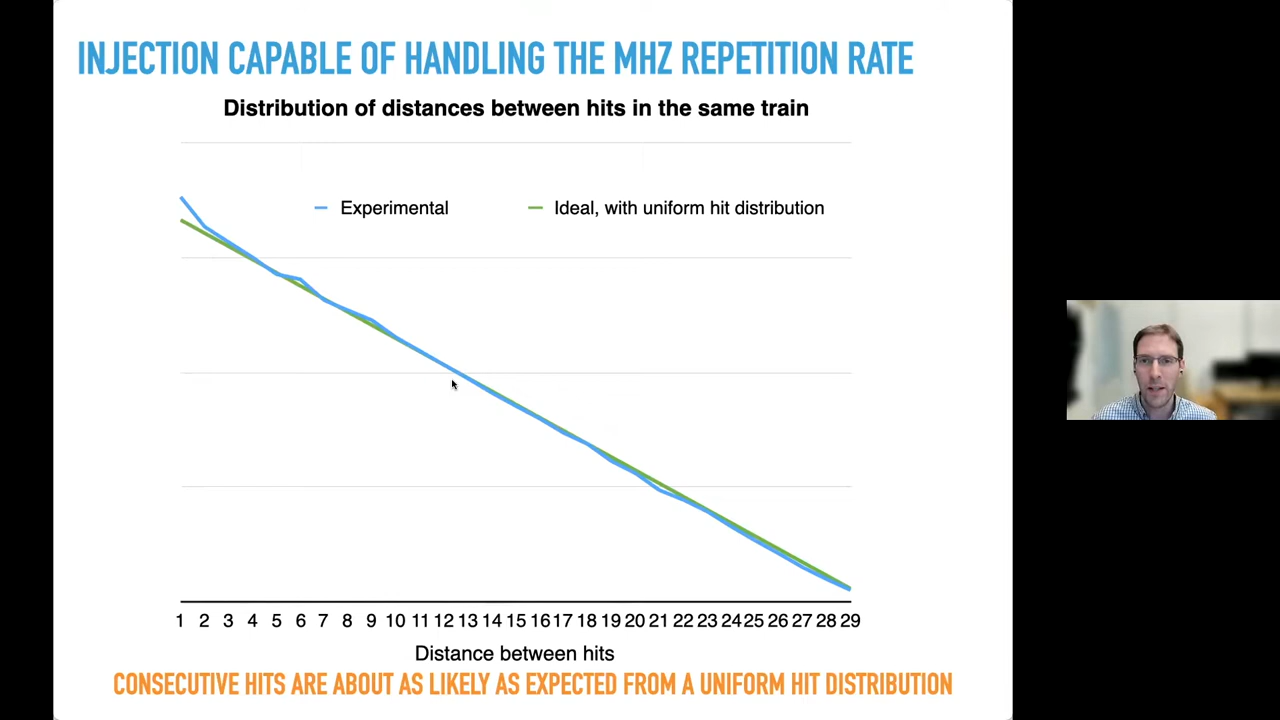 INJECTION CAPABLE OF HANDLING THE MHZ REPETITION RATE
Distribution of distances between hits in the same train
Experimental
Ideal, with uniform hit distribution
1 2 3 4 5 6 7 8 9 10 11 12 13 14 15 16 17 18 19 20 21 22 23 24 25 26 27 28 29
Distance between hits
CONSECUTIVE HITS ARE ABOUT AS LIKELY AS EXPECTED FROM A UNIFORM HIT DISTRIBUTION